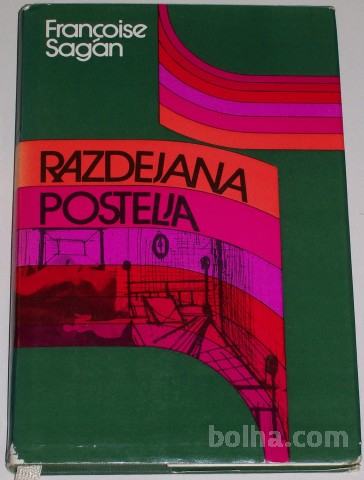 Françoise
Sagan
RAZDEJANA
POSTELJA
bolha.com